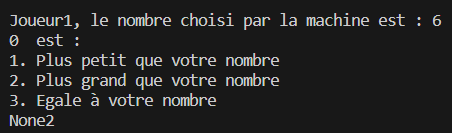 Joueur1, le nombre choisi par la machine est : 6
0  est :
1. Plus petit que votre nombre
2. Plus grand que votre nombre
3. Egale à votre nombre
None2